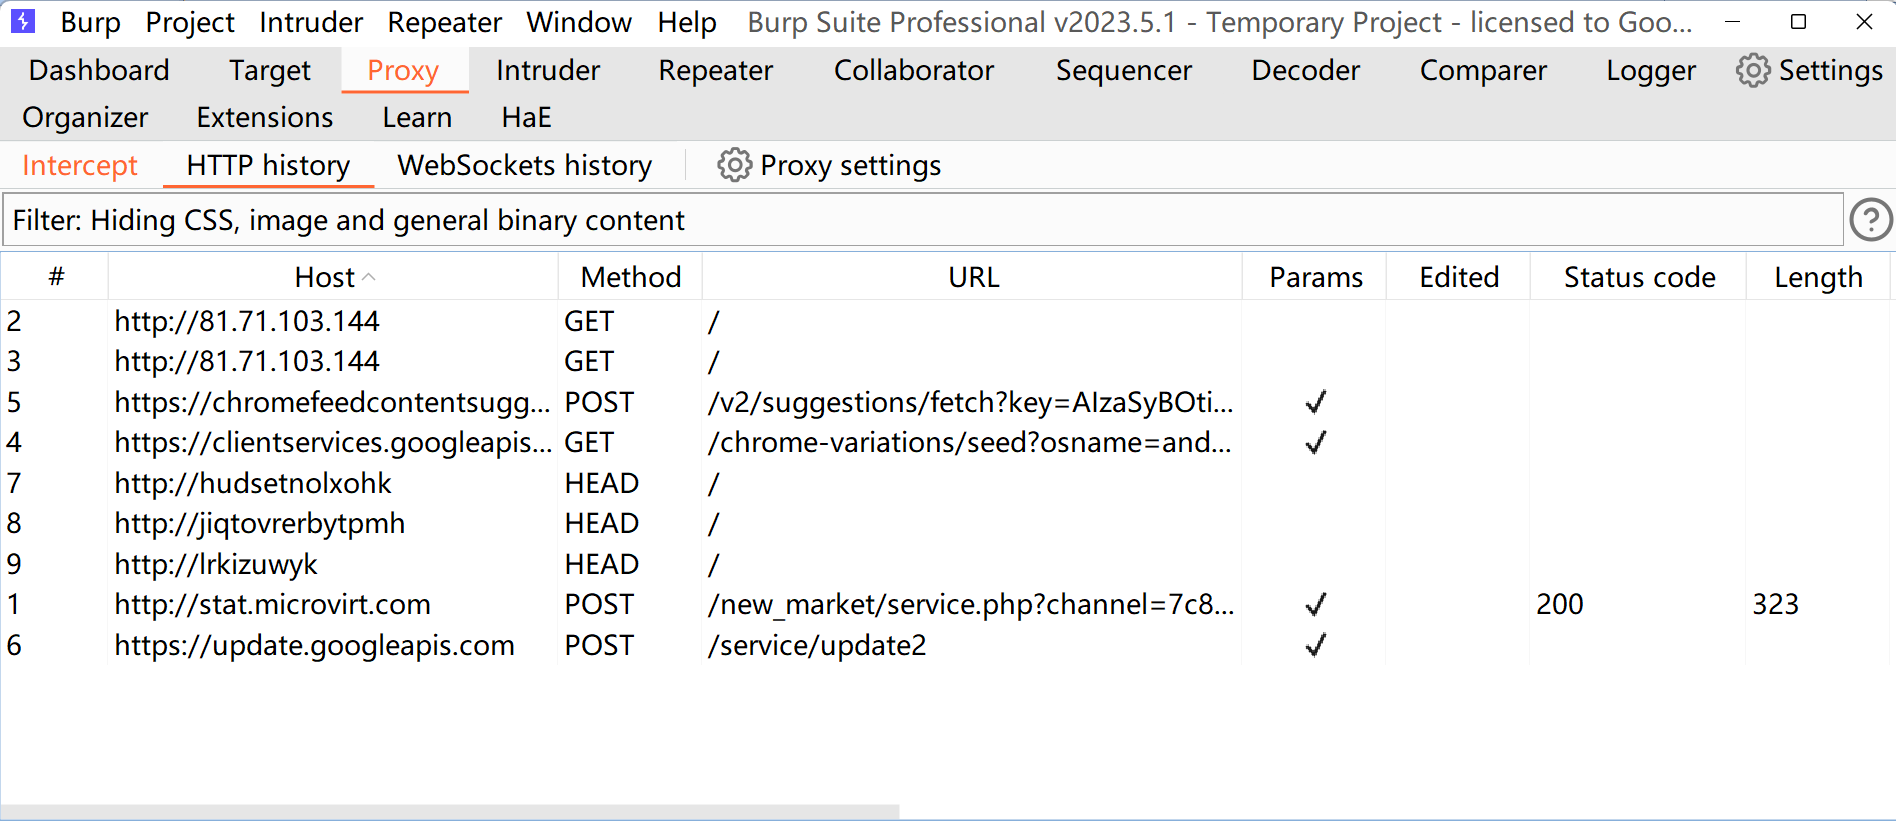 Burp Project Intruder Repeater Window Help Burp Suite Professional v2023.5.1 - Temporary Project - licensed to Goo...
Dashboard Target Proxy Intruder Repeater Collaborator Sequencer Decoder Comparer Logger Settings
Organizer Extensions Learn HaE
Intercept HTTP history WebSockets history Proxy settings
Filter: Hiding CSS, image and general binary content ?
# Host Method URL Params Edited Status code Length
2 http://81.71.103.144 GET /
3 http://81.71.103.144 GET /
5 https://chromefeedcontentsugg... POST /v2/suggestions/fetch?key=AIzaSyBOti... ✓
4 https://clientservices.googleapis... GET /chrome-variations/seed?osname=and... ✓
7 http://hudsetnolxohk HEAD /
8 http://jiqtovrerbytpmh HEAD /
9 http://lrkizuwyk HEAD /
1 http://stat.microvirt.com POST /new_market/service.php?channel=7c8... ✓ 200 323
6 https://update.googleapis.com POST /service/update2 ✓